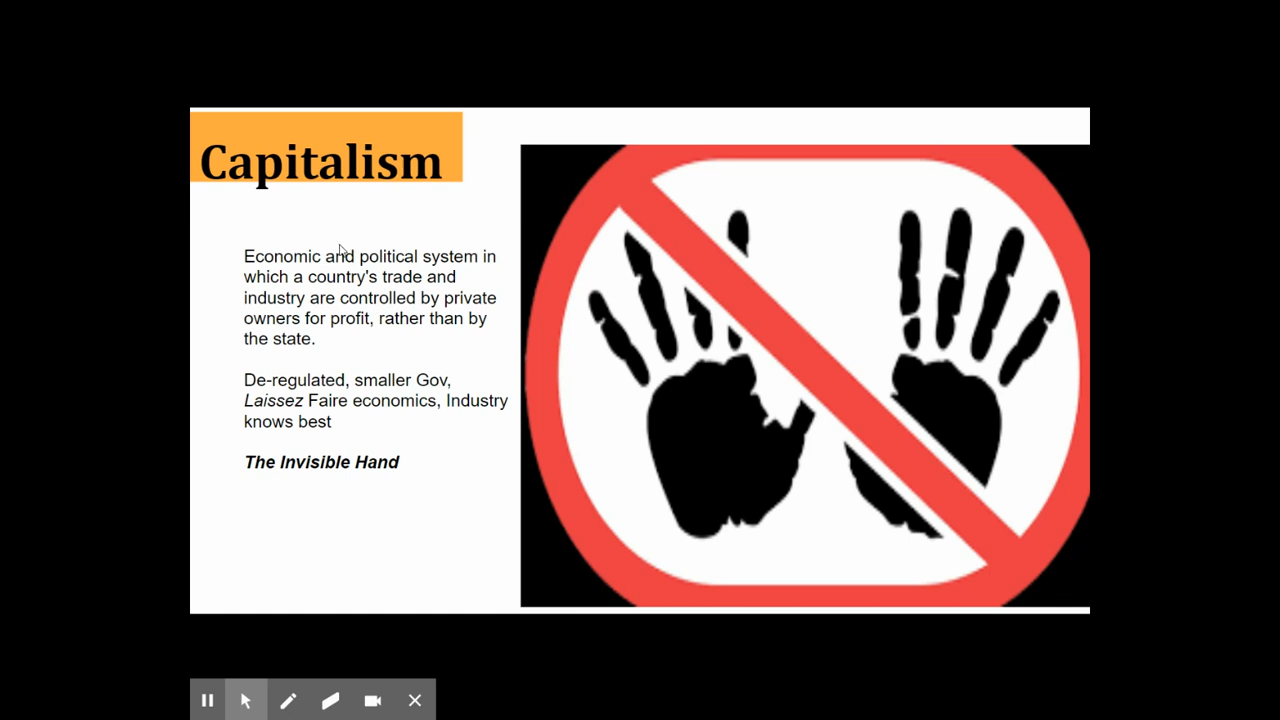 Capitalism
Economic and political system in
which a country's trade and
industry are controlled by private
owners for profit, rather than by
the state.
De-regulated, smaller Gov,
Laissez Faire economics, Industry
knows best
The Invisible Hand